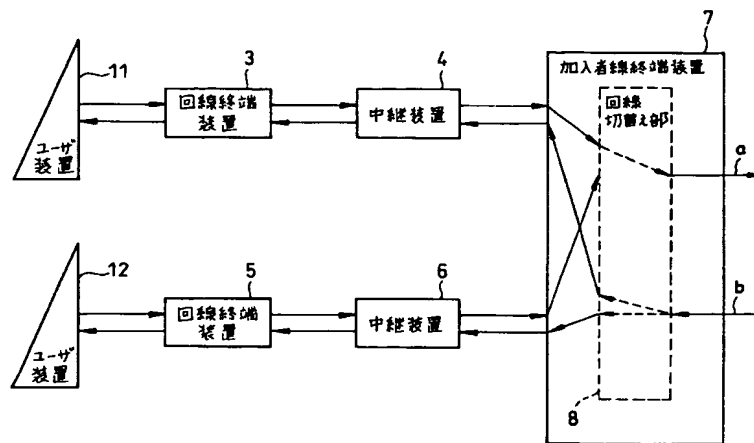 11
ユーザ
装置
3
回線終端
装置
4
中継装置
7
加入者線終端装置
回線
切替え部
a
12
ユーザ
装置
5
回線終端
装置
6
中継装置
b
8